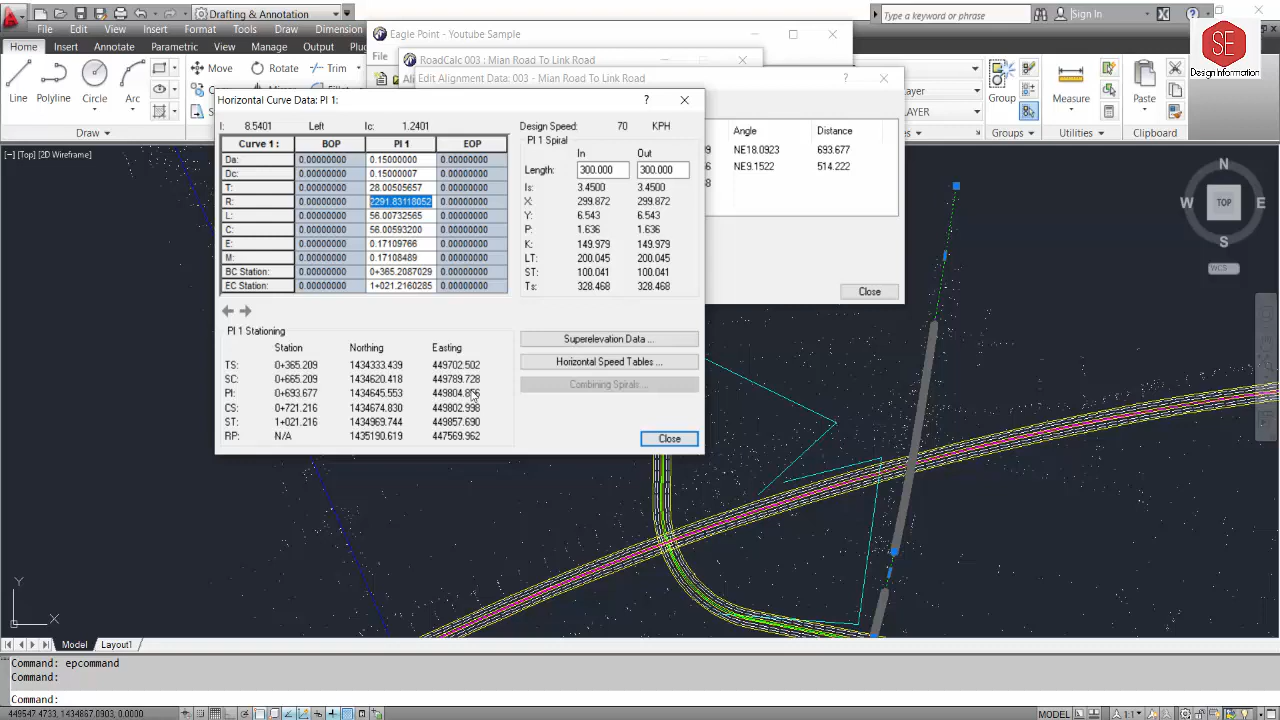 Drafting & Annotation
Type a keyword or phrase
Sign In
File Edit View Insert Format Tools Draw Dimension
Home Insert Annotate Parametric View Manage Output
Line Polyline Circle Arc
Move Rotate Trim
Draw
Layer
LAYER
Group
Groups
Measure
Utilities
Paste
Clipboard
SE
Design Information
Eagle Point - Youtube Sample
File
RoadCalc 003 : Mian Road To Link Road
Edit Alignment Data: 003 - Mian Road To Link Road
Angle Distance
NE18.0923 693.677
NE9.1522 514.222
Close
Horizontal Curve Data: PI 1:
I: 8.5401 Left Ic: 1.2401 Design Speed: 70 KPH
Curve 1 : BOP PI 1 EOP
Da: 0.00000000 0.15000000 0.00000000
Dc: 0.00000000 0.15000007 0.00000000
T: 0.00000000 28.00505657 0.00000000
R: 0.00000000 2291.83118052 0.00000000
L: 0.00000000 56.00732565 0.00000000
C: 0.00000000 56.00593200 0.00000000
E: 0.00000000 0.17109766 0.00000000
M: 0.00000000 0.17108489 0.00000000
BC Station: 0.00000000 0+365.2087029 0.00000000
EC Station: 0.00000000 1+021.2160285 0.00000000
PI 1 Spiral
In Out
Length: 300.000 300.000
Is: 3.4500 3.4500
X: 299.872 299.872
Y: 6.543 6.543
P: 1.636 1.636
K: 149.979 149.979
LT: 200.045 200.045
ST: 100.041 100.041
Ts: 328.468 328.468
PI 1 Stationing
Station Northing Easting
TS: 0+365.209 1434333.439 449702.502
SC: 0+665.209 1434620.418 449789.728
PI: 0+693.677 1434645.553
CS: 0+721.216 1434674.830 449802.998
ST: 1+021.216 1434969.744 449857.690
RP: N/A 1435190.619 447569.962
Superelevation Data ...
Horizontal Speed Tables ...
Combining Spirals ...
Close
[-] [Top] [2D Wireframe]
N
W TOP E
S
WCS
Y
X
Model Layout1
Command: epcommand
Command:
Command:
449547.4733, 1434667.0903, 0.0000
MODEL 1:1